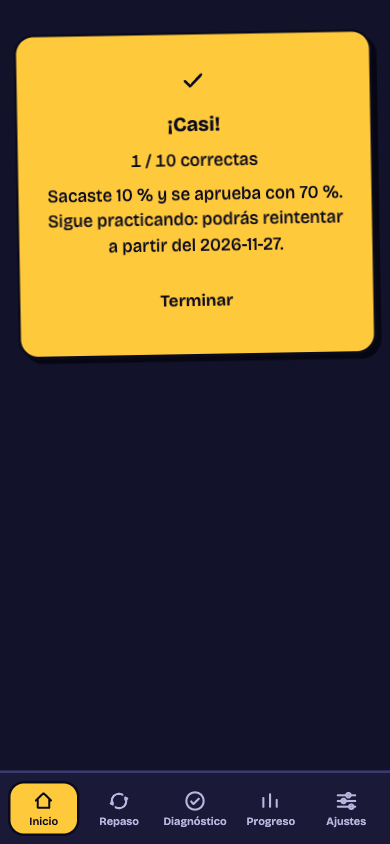 ¡Casi!
1 / 10 correctas
Sacaste 10 % y se aprueba con 70 %.
Sigue practicando: podrás reintentar
a partir del 2026-11-27.
Terminar
Inicio
Repaso
Diagnóstico
Progreso
Ajustes